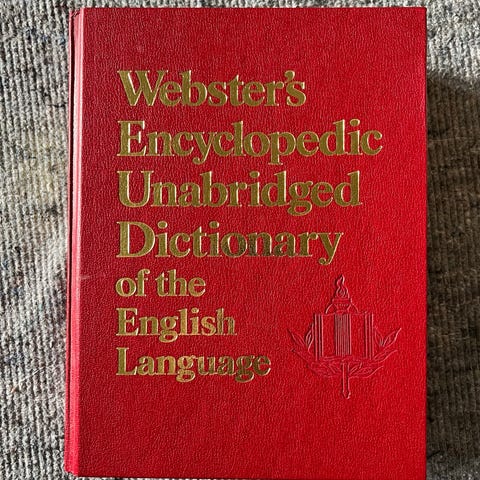 Webster's
Encyclopedic
Unabridged
Dictionary
of the
English
Language